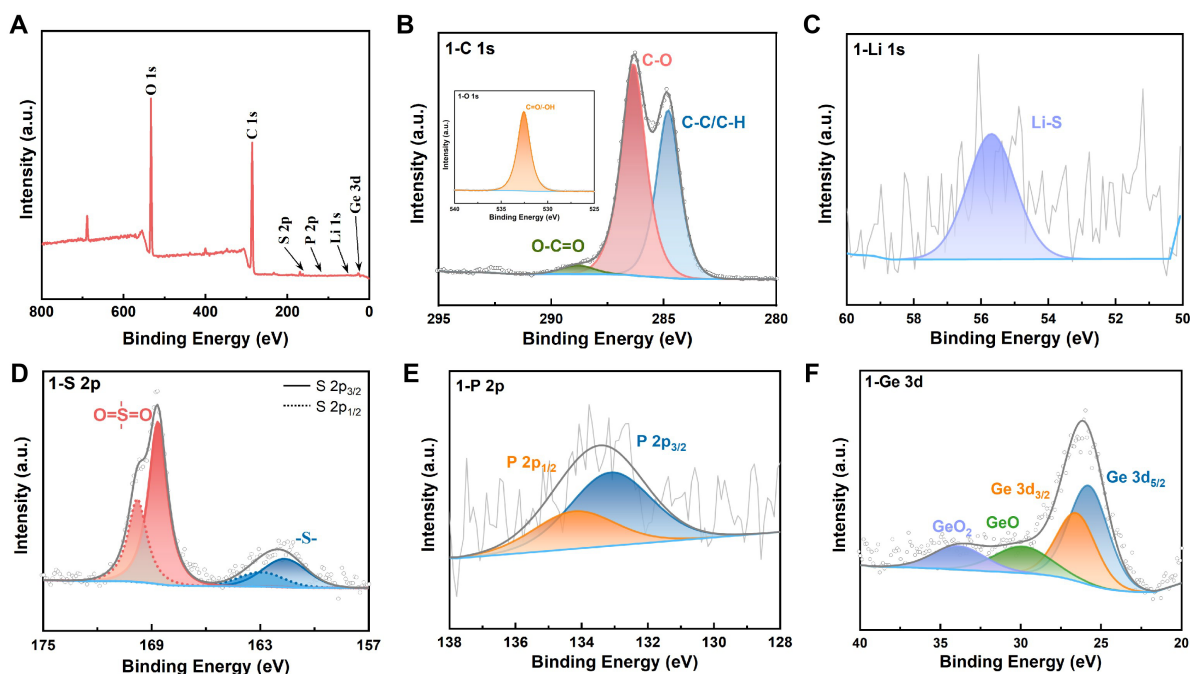 A
Intensity (a.u.)
O 1s
C 1s
S 2p
P 2p
Li 1s
Ge 3d
800
600
400
200
0
Binding Energy (eV)
B
1-C 1s
Intensity (a.u.)
C-O
C-C/C-H
O-C=O
1-O 1s
C=O/-OH
Intensity (a.u.)
540
535
530
525
Binding Energy (eV)
295
290
285
280
Binding Energy (eV)
C
1-Li 1s
Intensity (a.u.)
Li-S
60
58
56
54
52
50
Binding Energy (eV)
D
1-S 2p
S 2p3/2
S 2p1/2
O=S=O
-S-
Intensity (a.u.)
175
169
163
157
Binding Energy (eV)
E
1-P 2p
P 2p3/2
P 2p1/2
Intensity (a.u.)
138
136
134
132
130
128
Binding Energy (eV)
F
1-Ge 3d
Ge 3d5/2
Ge 3d3/2
GeO2
GeO
Intensity (a.u.)
40
35
30
25
20
Binding Energy (eV)